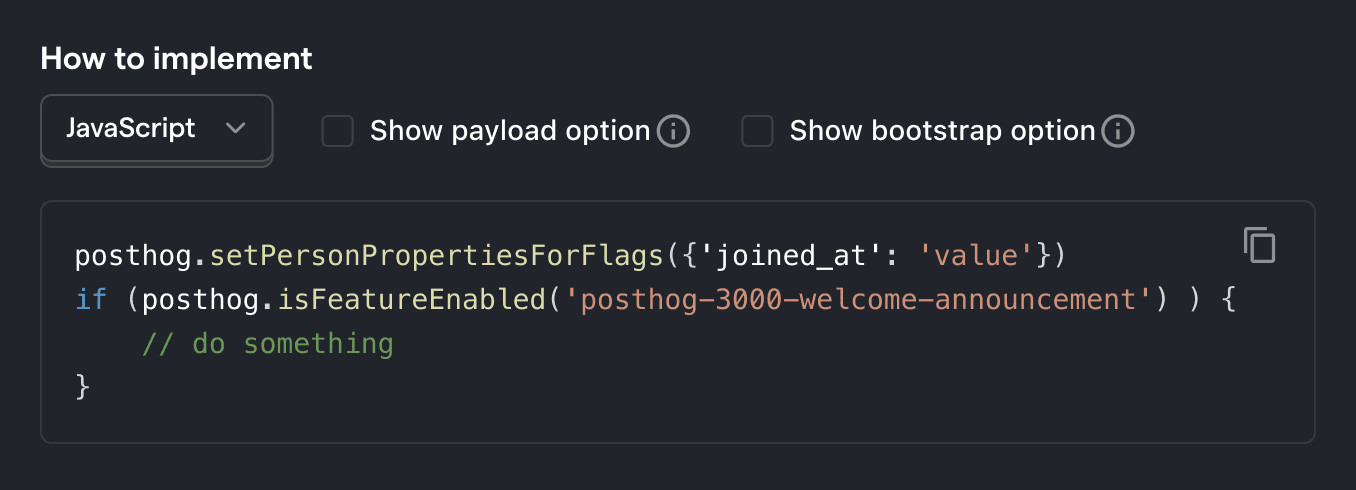 How to implement
JavaScript Show payload option Show bootstrap option
posthog.setPersonPropertiesForFlags({'joined_at': 'value'})
if (posthog.isFeatureEnabled('posthog-3000-welcome-announcement') ) {
    // do something
}